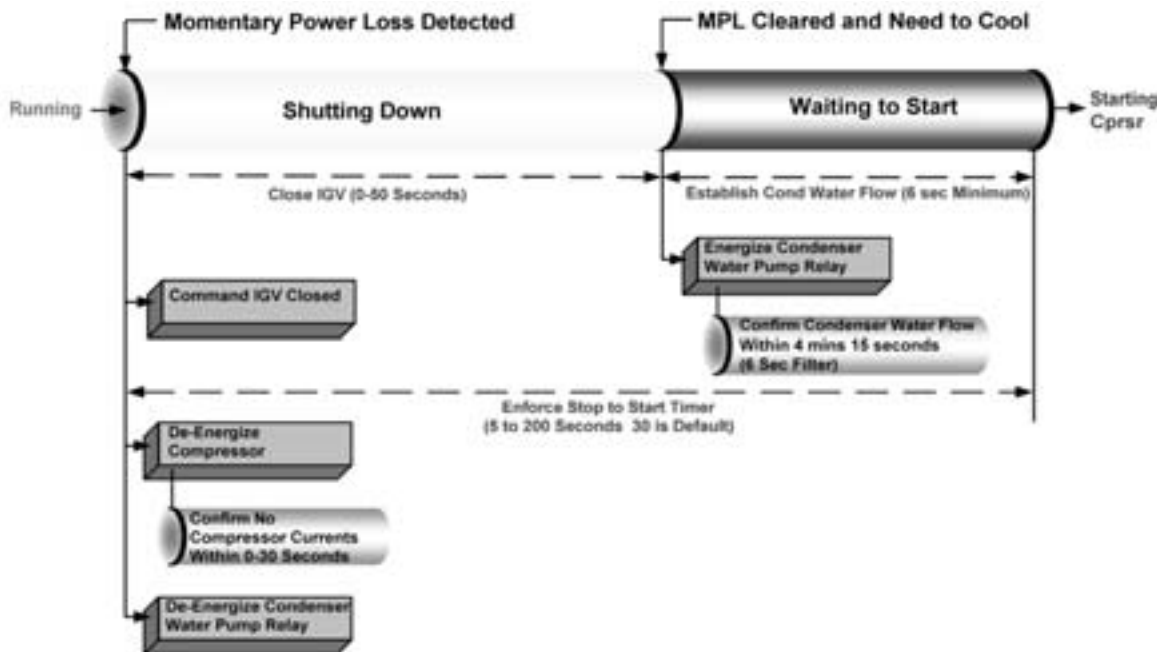 Momentary Power Loss Detected
MPL Cleared and Need to Cool
Running
Shutting Down
Waiting to Start
Starting
Cprsr
Close IGV (0-50 Seconds)
Establish Cond Water Flow (6 sec Minimum)
Energize Condenser
Water Pump Relay
Command IGV Closed
Confirm Condenser Water Flow
Within 4 mins 15 seconds
(6 Sec Filter)
Enforce Stop to Start Timer
(5 to 200 Seconds 30 is Default)
De-Energize
Compressor
Confirm No
Compressor Currents
Within 0-30 Seconds
De-Energize Condenser
Water Pump Relay